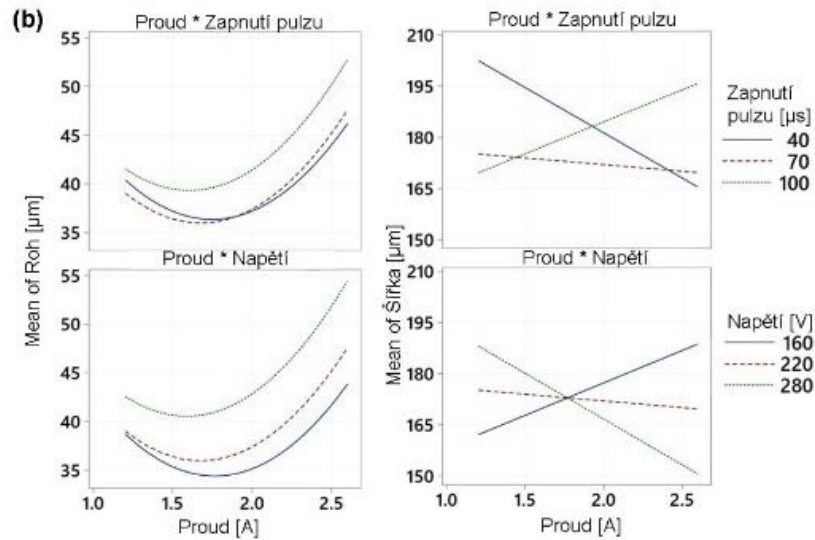 (b)
Proud * Zapnutí pulzu
Proud * Zapnutí pulzu
55
50
45
40
35
210
195
180
165
150
Zapnutí
pulzu [µs]
40
70
100
Mean of Roh [µm]
Mean of Šířka [µm]
Proud * Napětí
Proud * Napětí
55
50
45
40
35
210
195
180
165
150
Napětí [V]
160
220
280
1.0 1.5 2.0 2.5
1.0 1.5 2.0 2.5
Proud [A]
Proud [A]